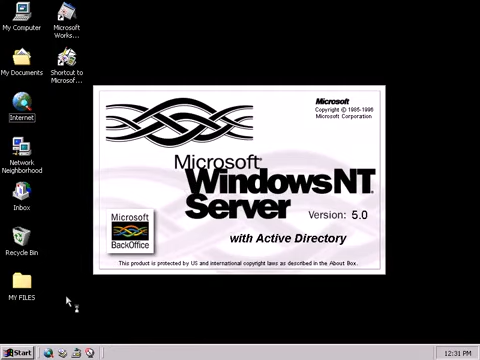 My Computer
Microsoft
Works...
My Documents
Shortcut to
Microsof...
Internet
Network
Neighborhood
Inbox
Recycle Bin
MY FILES
Microsoft
Copyright © 1985-1996
Microsoft Corporation
Microsoft®
Windows NT®
Server
Version: 5.0
with Active Directory
Microsoft
BackOffice
This product is protected by US and international copyright laws as described in the About Box.
Start
12:31 PM